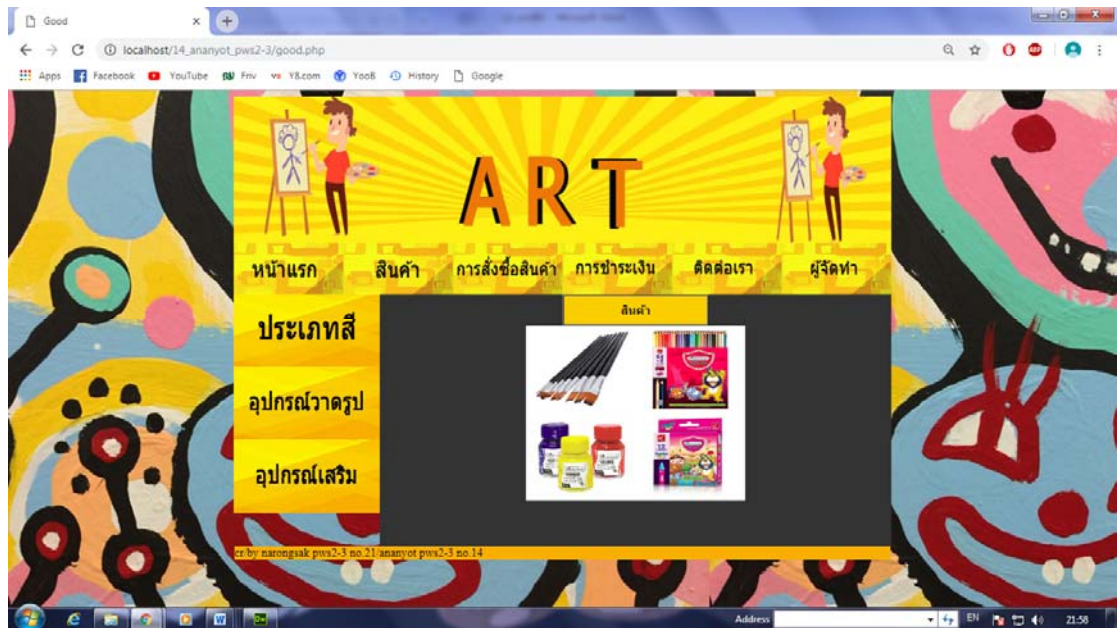 Good
localhost/14_ananyot_pws2-3/good.php
Apps Facebook YouTube Friv Y8.com YooB History Google
ART
หน้าแรก สินค้า การสั่งซื้อสินค้า การชำระเงิน ติดต่อเรา ผู้จัดทำ
สินค้า
ประเภทสี
อุปกรณ์วาดรูป
อุปกรณ์เสริม
cr/by narongsak pws2-3 no.21/ananyot pws2-3 no.14
Address EN 21:58